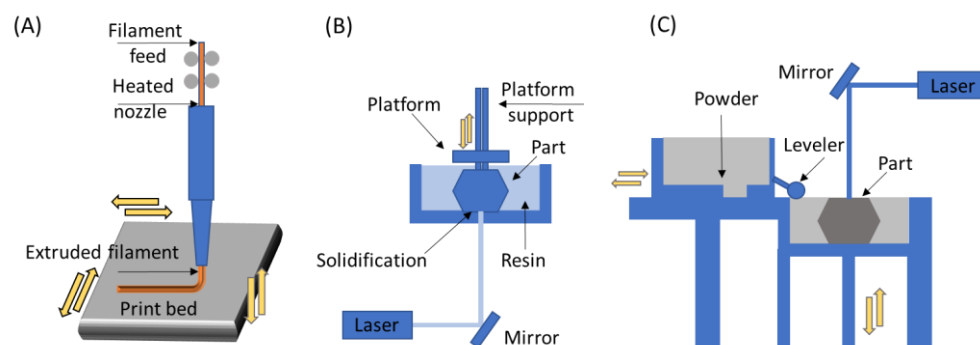 (A)
Filament
feed
Heated
nozzle
Extruded filament
Print bed
(B)
Platform
Platform
support
Part
Solidification
Resin
Laser
Mirror
(C)
Mirror
Laser
Powder
Leveler
Part